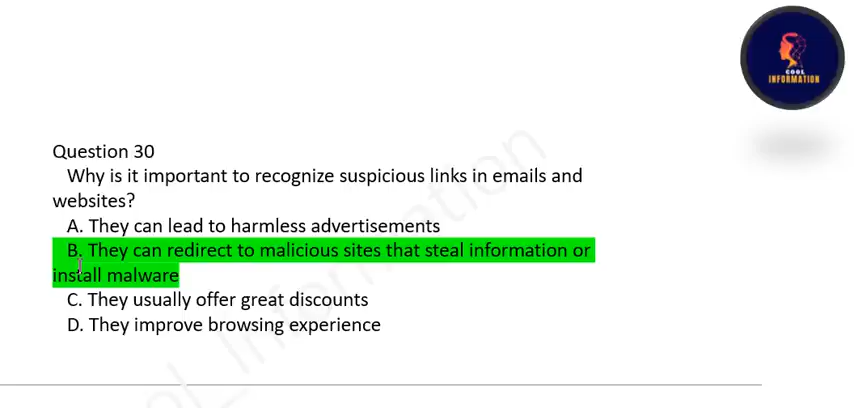 COOL
INFORMATION
Question 30
Why is it important to recognize suspicious links in emails and
websites?
A. They can lead to harmless advertisements
B. They can redirect to malicious sites that steal information or
install malware
C. They usually offer great discounts
D. They improve browsing experience
ol_Information